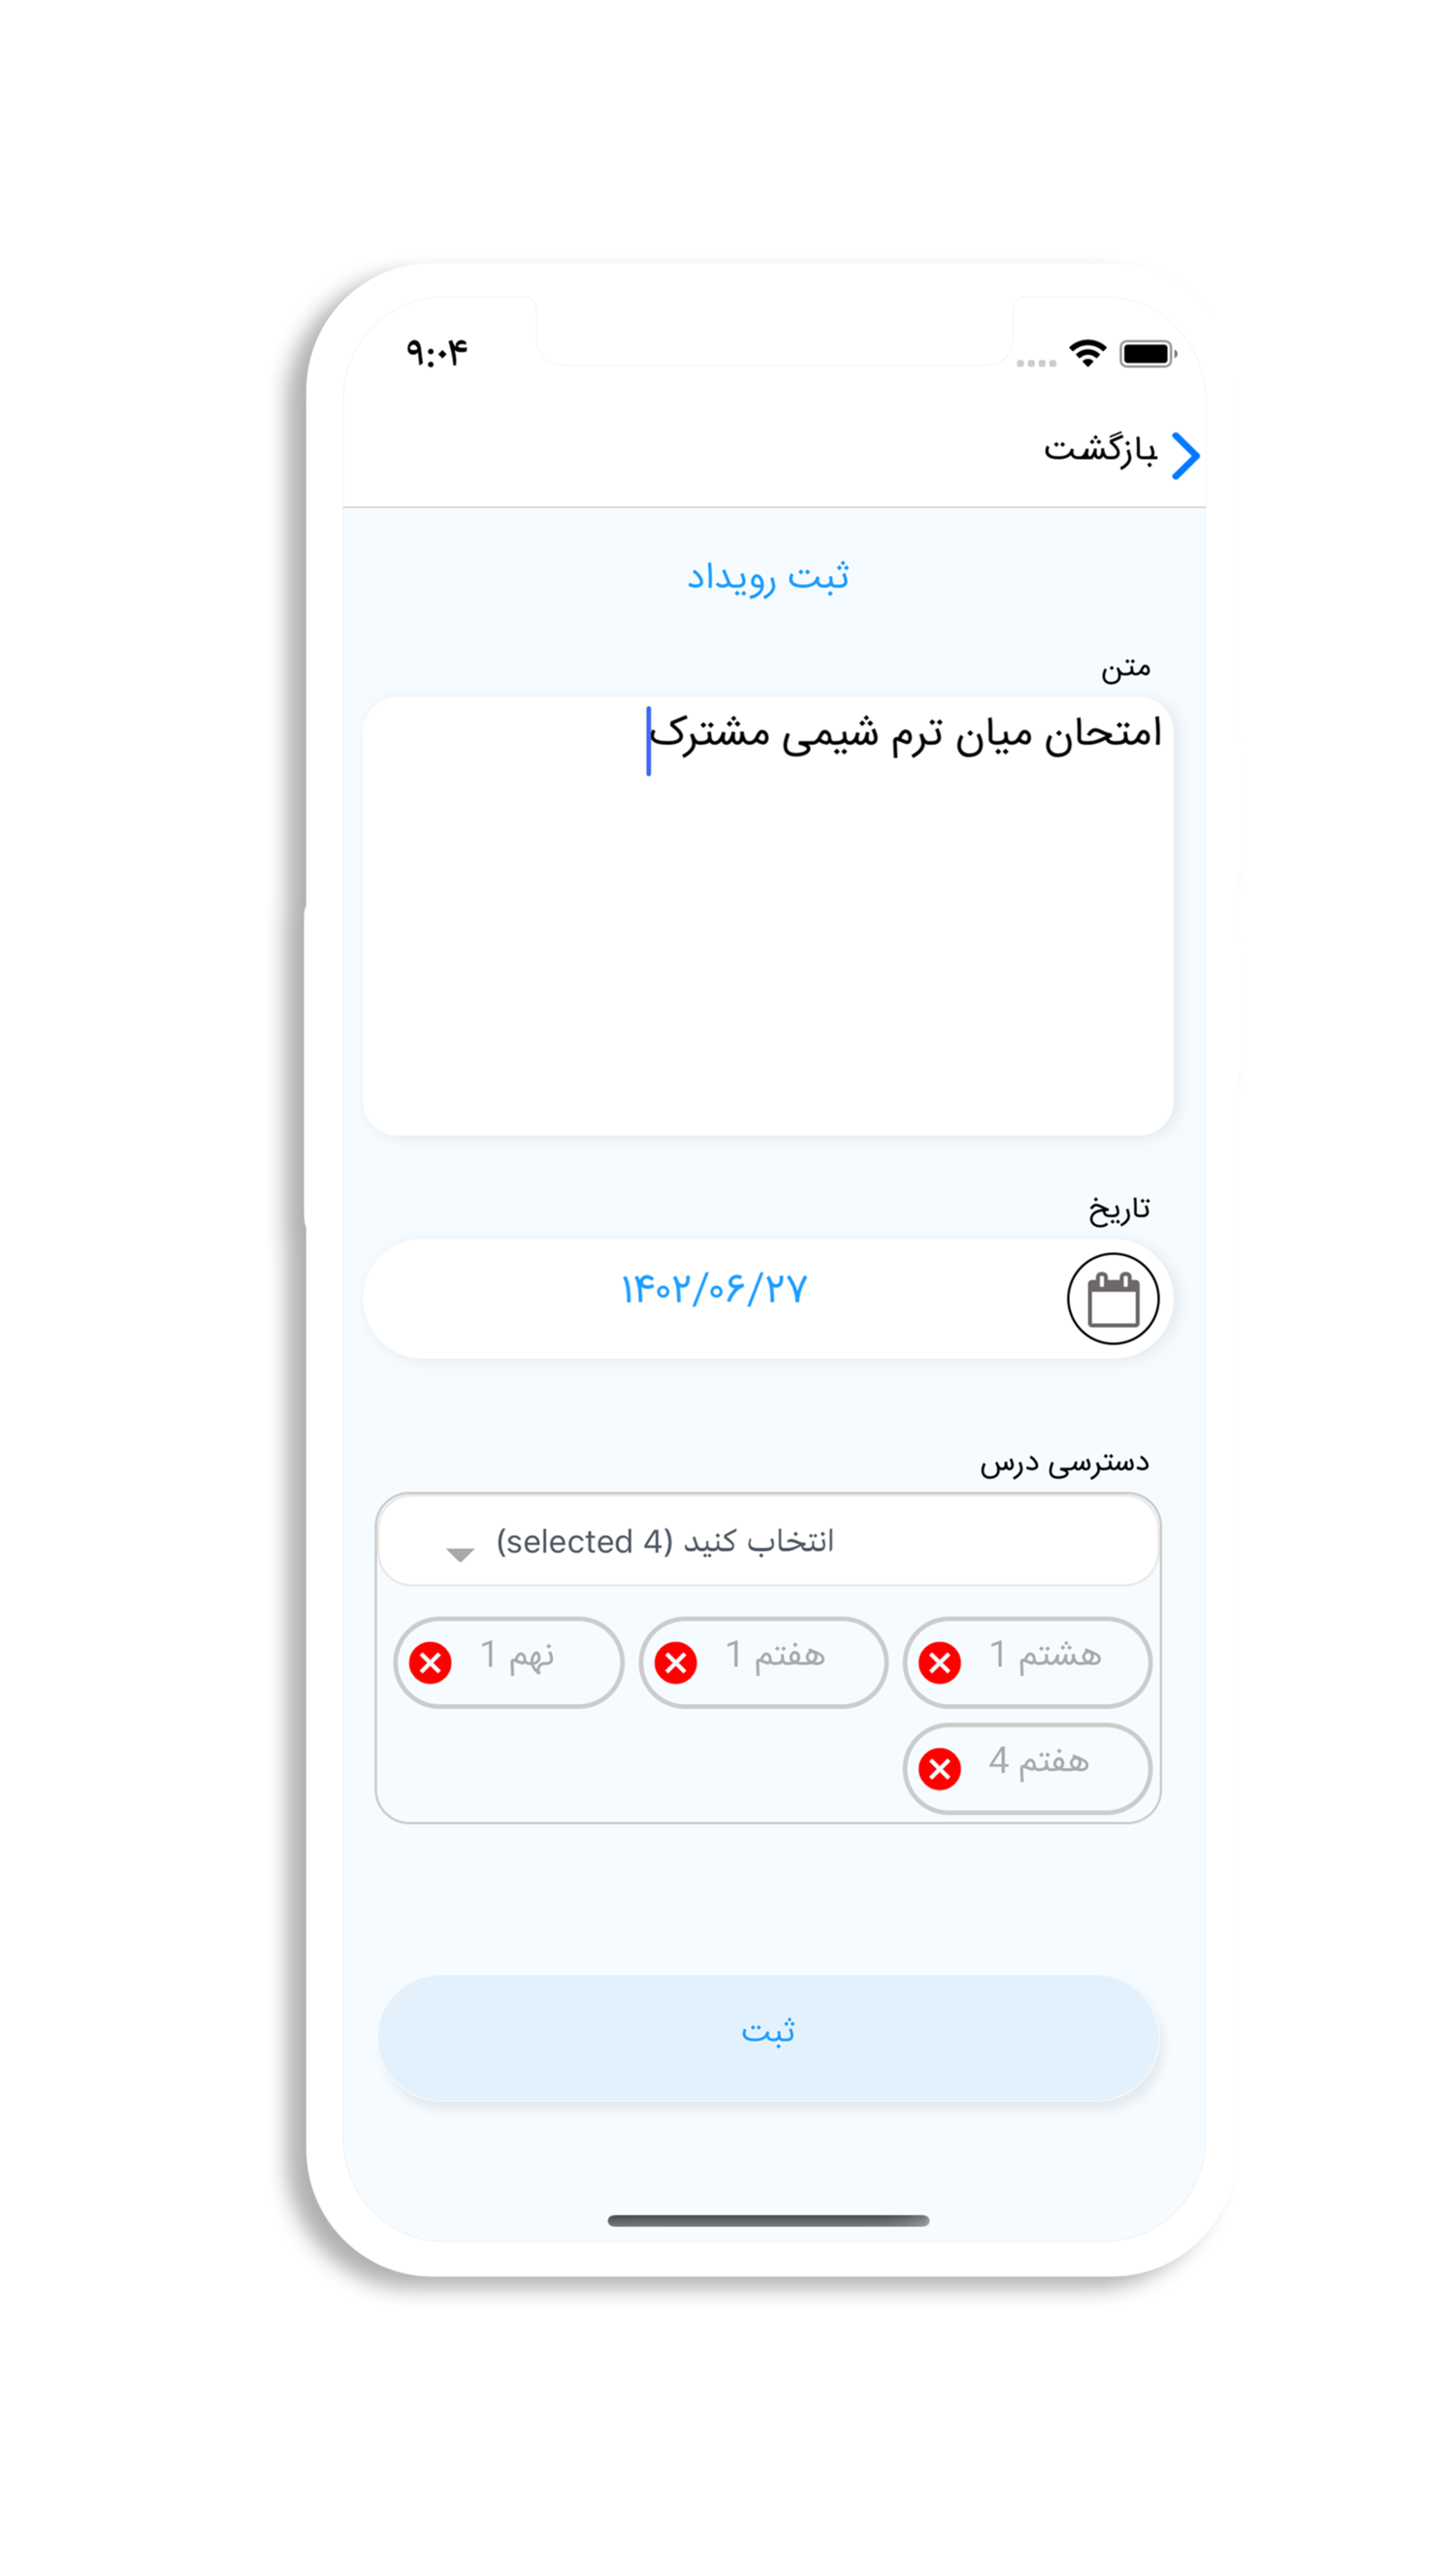 ۹:۰۴
بازگشت
ثبت رویداد
متن
امتحان میان ترم شیمی مشترک
تاریخ
۱۴۰۲/۰۶/۲۷
دسترسی درس
انتخاب کنید (4 selected)
هشتم 1 هفتم 1 نهم 1
هفتم 4
ثبت